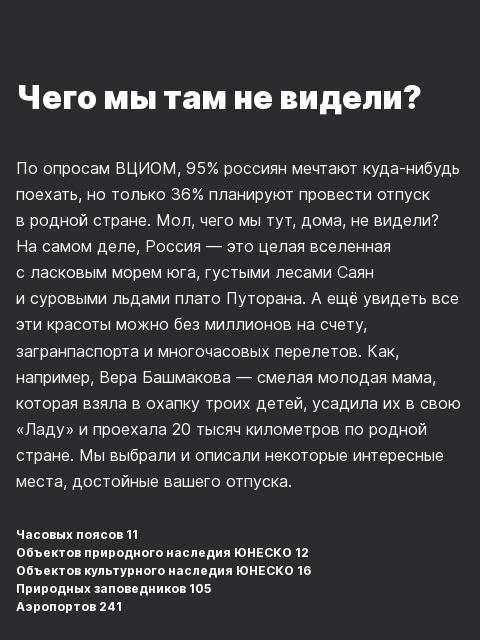 Чего мы там не видели?
По опросам ВЦИОМ, 95% россиян мечтают куда-нибудь
поехать, но только 36% планируют провести отпуск
в родной стране. Мол, чего мы тут, дома, не видели?
На самом деле, Россия — это целая вселенная
с ласковым морем юга, густыми лесами Саян
и суровыми льдами плато Путорана. А ещё увидеть все
эти красоты можно без миллионов на счету,
загранпаспорта и многочасовых перелетов. Как,
например, Вера Башмакова — смелая молодая мама,
которая взяла в охапку троих детей, усадила их в свою
«Ладу» и проехала 20 тысяч километров по родной
стране. Мы выбрали и описали некоторые интересные
места, достойные вашего отпуска.
Часовых поясов 11
Объектов природного наследия ЮНЕСКО 12
Объектов культурного наследия ЮНЕСКО 16
Природных заповедников 105
Аэропортов 241